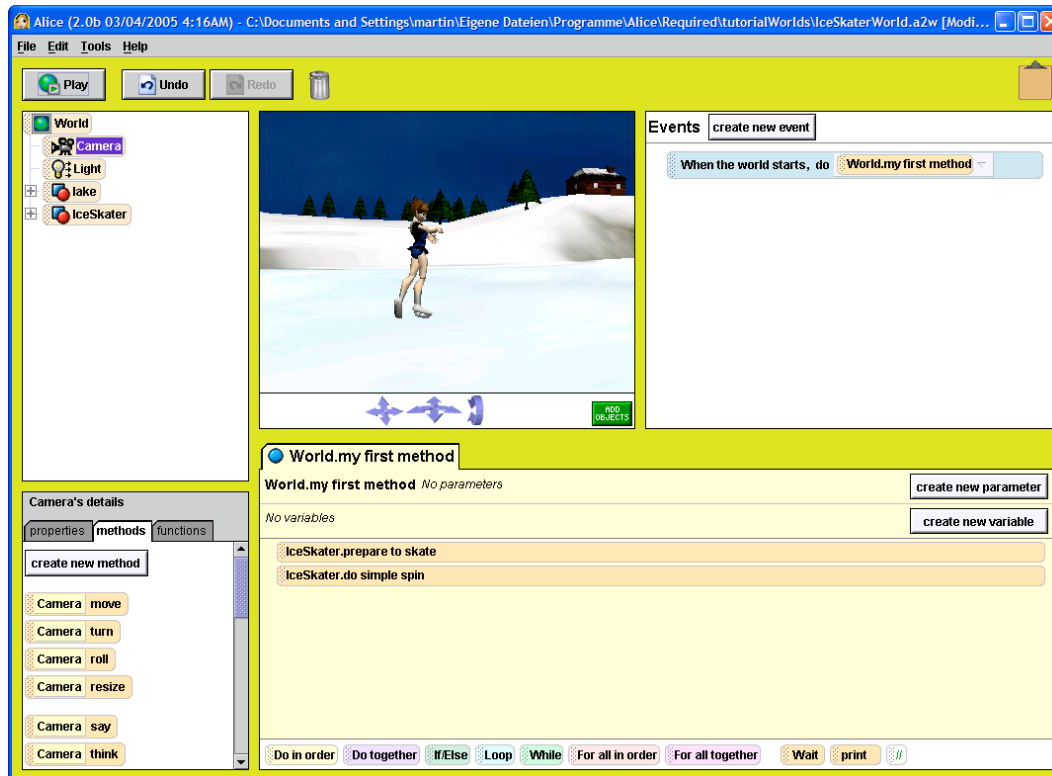 Alice (2.0b 03/04/2005 4:16AM) - C:\Documents and Settings\martin\Eigene Dateien\Programme\Alice\Required\tutorialWorlds\IceSkaterWorld.a2w [Modi...
File Edit Tools Help
Play Undo Redo
World
Camera
Light
lake
IceSkater
ADD
OBJECTS
Events create new event
When the world starts, do World.my first method
Camera's details
properties methods functions
create new method
Camera move
Camera turn
Camera roll
Camera resize
Camera say
Camera think
World.my first method
World.my first method No parameters
create new parameter
No variables
create new variable
IceSkater.prepare to skate
IceSkater.do simple spin
Do in order Do together If/Else Loop While For all in order For all together Wait print //